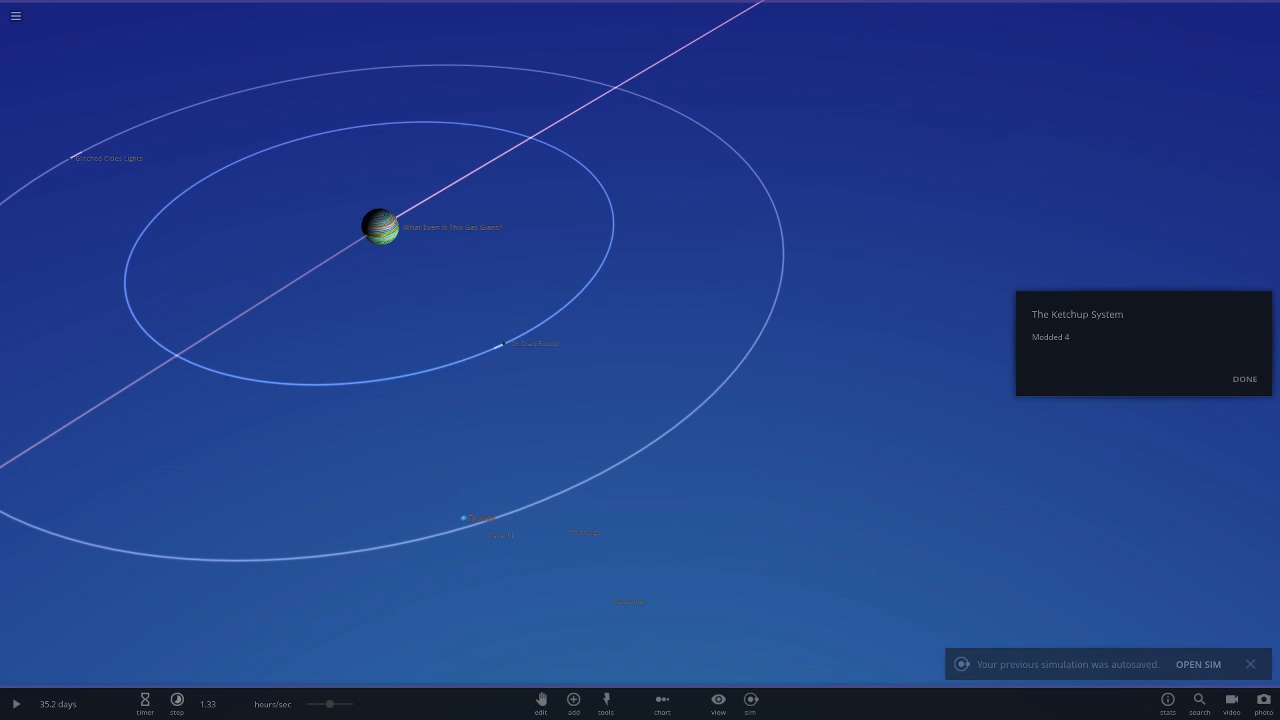 Glitched Cities Lights
What Even Is This Gas Giant?
The Ketchup System
Modded 4
DONE
Your previous simulation was autosaved.
OPEN SIM
35.2 days
timer
step
1.33
hours/sec
edit
add
tools
chart
view
sim
stats
search
video
photo